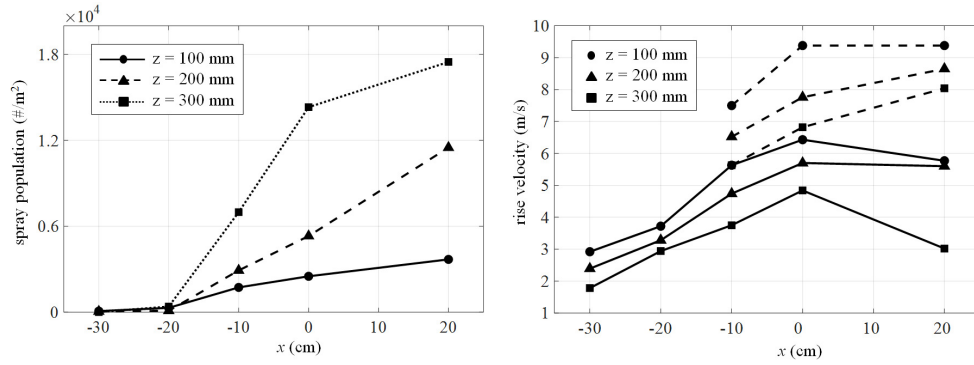 ×10⁴
1.8
1.2
0.6
0
z = 100 mm
z = 200 mm
z = 300 mm
spray population (#/m²)
-30 -20 -10 0 10 20
x (cm)
10
9
8
7
6
5
4
3
2
1
z = 100 mm
z = 200 mm
z = 300 mm
rise velocity (m/s)
-30 -20 -10 0 10 20
x (cm)